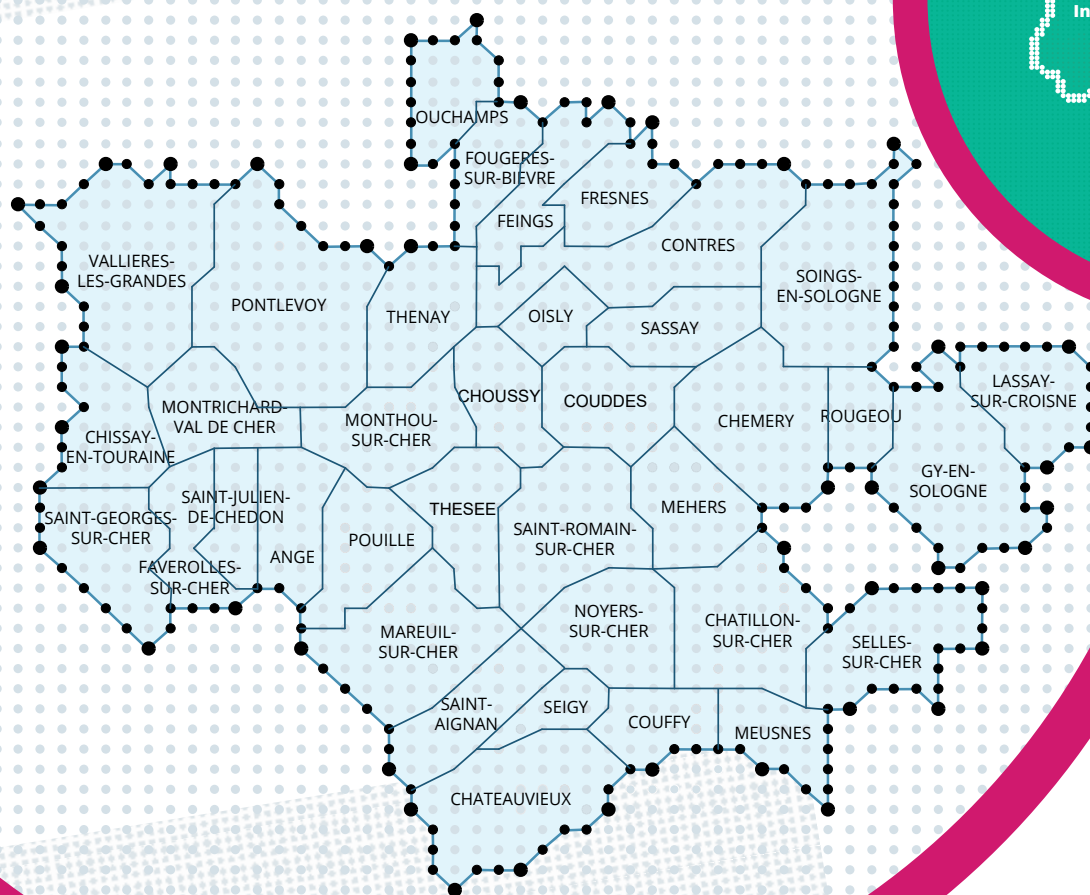 In
OUCHAMPS
FOUGERES-
SUR-BIEVRE
FRESNES
FEINGS
CONTRES
VALLIERES-
LES-GRANDES
SOINGS-
EN-SOLOGNE
PONTLEVOY
THENAY
OISLY
SASSAY
LASSAY-
SUR-CROISNE
CHOUSSY
COUDDES
MONTRICHARD-
VAL DE CHER
MONTHOU-
SUR-CHER
CHEMERY
ROUGEOU
CHISSAY-
EN-TOURAINE
GY-EN-
SOLOGNE
SAINT-JULIEN-
DE-CHEDON
THESEE
MEHERS
SAINT-GEORGES-
SUR-CHER
SAINT-ROMAIN-
SUR-CHER
POUILLE
ANGE
FAVEROLLES-
SUR-CHER
NOYERS-
SUR-CHER
CHATILLON-
SUR-CHER
MAREUIL-
SUR-CHER
SELLES-
SUR-CHER
SAINT-
AIGNAN
SEIGY
COUFFY
MEUSNES
CHATEAUVIEUX